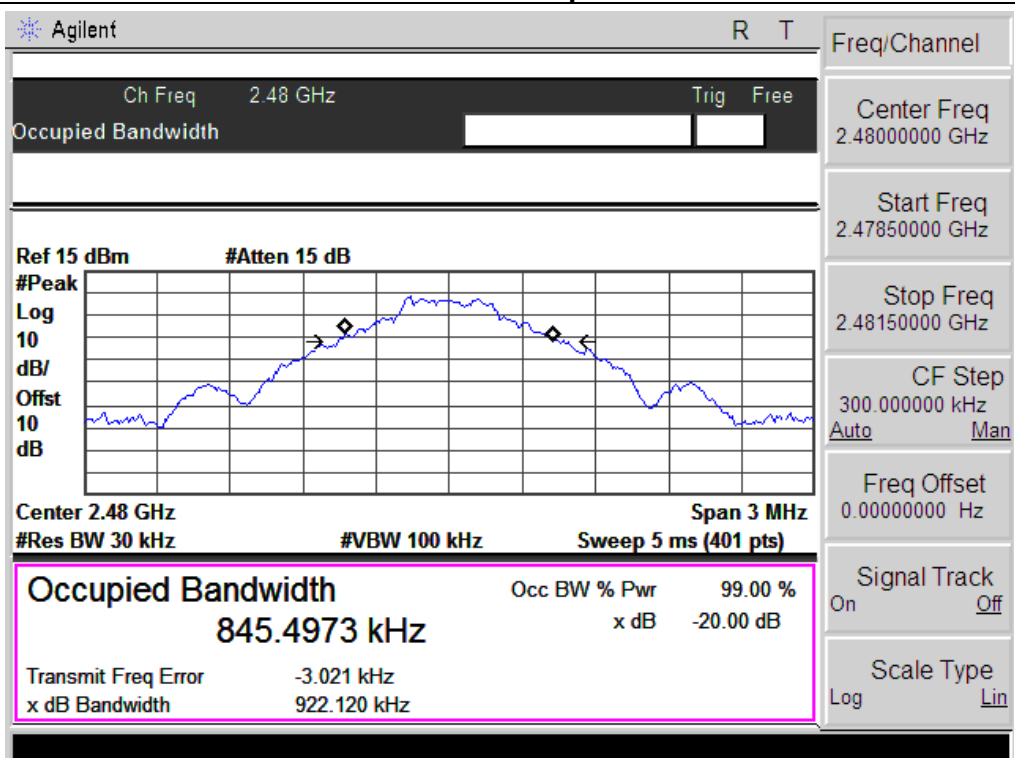 Agilent R T
Freq/Channel
Ch Freq 2.48 GHz Trig Free
Occupied Bandwidth
Center Freq
2.48000000 GHz
Start Freq
2.47850000 GHz
Stop Freq
2.48150000 GHz
CF Step
300.000000 kHz
Auto Man
Freq Offset
0.00000000 Hz
Signal Track
On Off
Scale Type
Log Lin
Ref 15 dBm #Atten 15 dB
#Peak
Log
10
dB/
Offst
10
dB
Center 2.48 GHz Span 3 MHz
#Res BW 30 kHz #VBW 100 kHz Sweep 5 ms (401 pts)
Occupied Bandwidth Occ BW % Pwr 99.00 %
845.4973 kHz x dB -20.00 dB
Transmit Freq Error -3.021 kHz
x dB Bandwidth 922.120 kHz